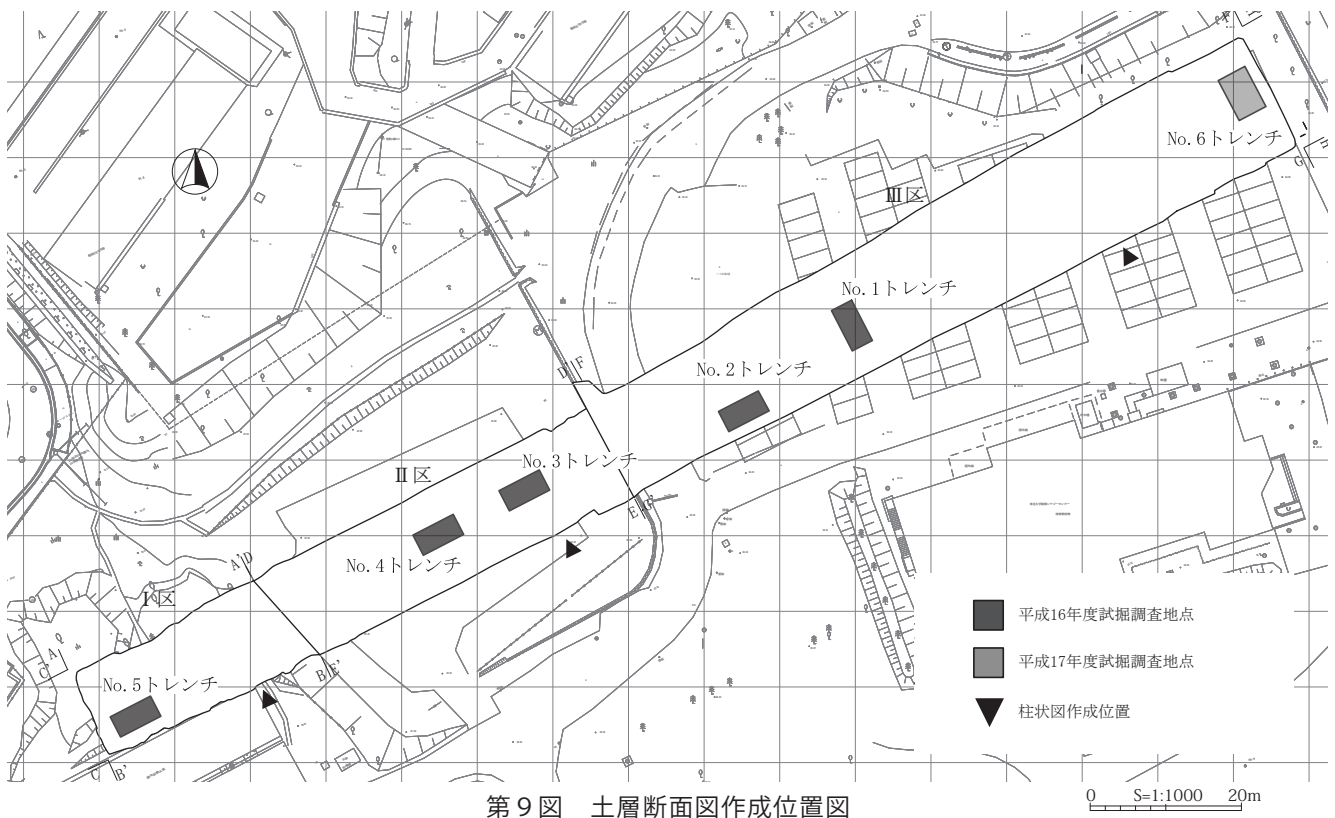 No.6トレンチ
G
Ⅲ区
No.1トレンチ
D' F
No.2トレンチ
No.3トレンチ
Ⅱ区
E G'
No.4トレンチ
A' D
Ⅰ区
A
C'
B E'
No.5トレンチ
C B'
平成16年度試掘調査地点
平成17年度試掘調査地点
柱状図作成位置
第9図 土層断面図作成位置図
0 S=1:1000 20m